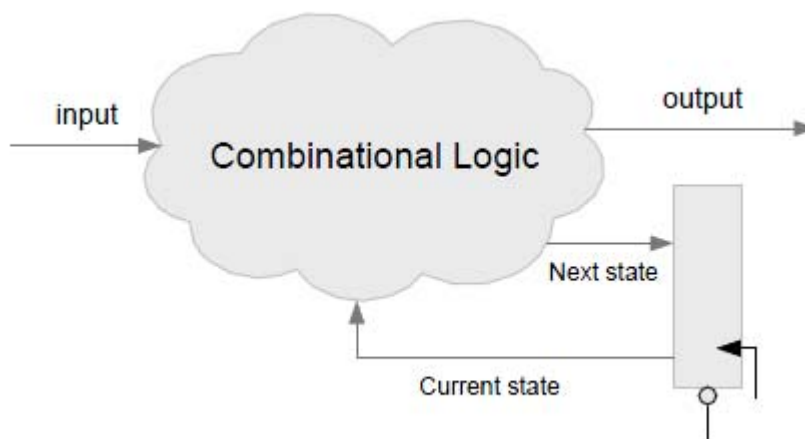 input
output
Combinational Logic
Next state
Current state